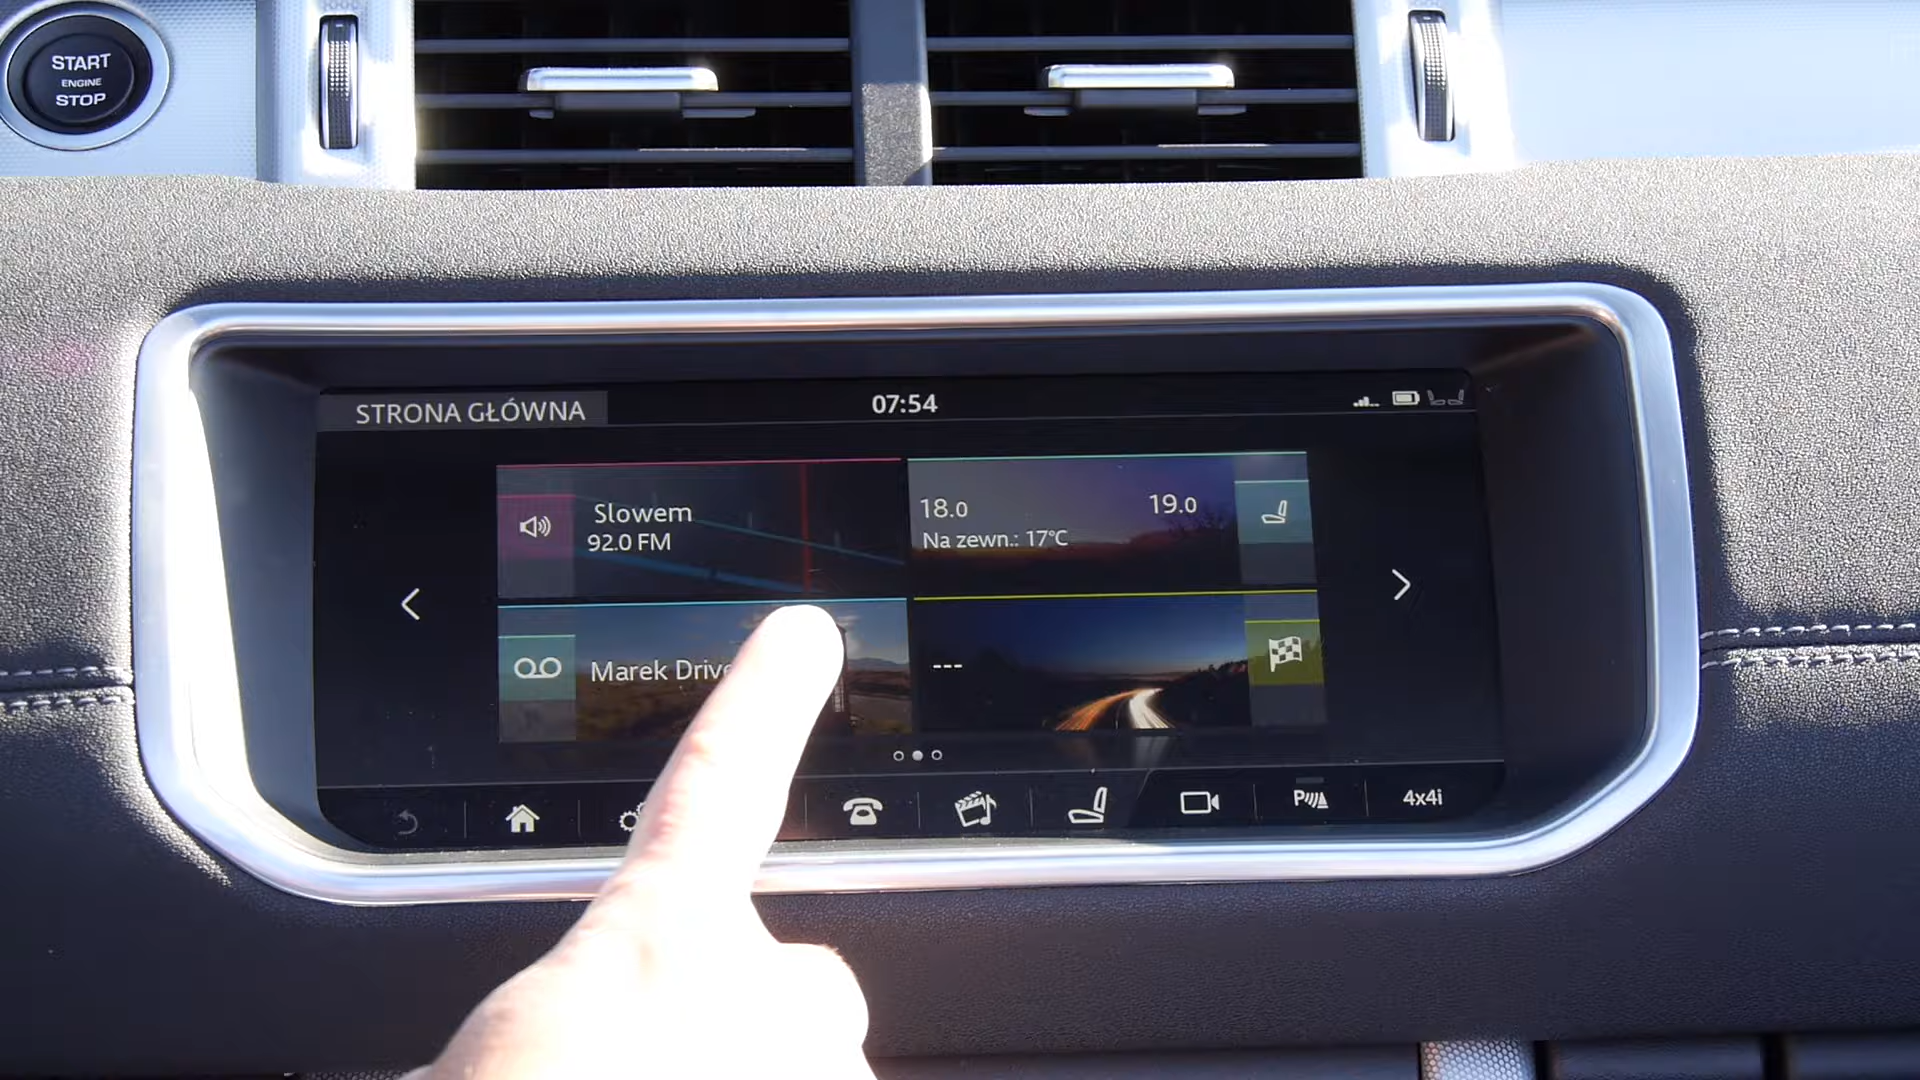 START
ENGINE
STOP
STRONA GŁÓWNA
07:54
Slowem
92.0 FM
18.0
19.0
Na zewn.: 17°C
Marek Drive
---
P
4x4i